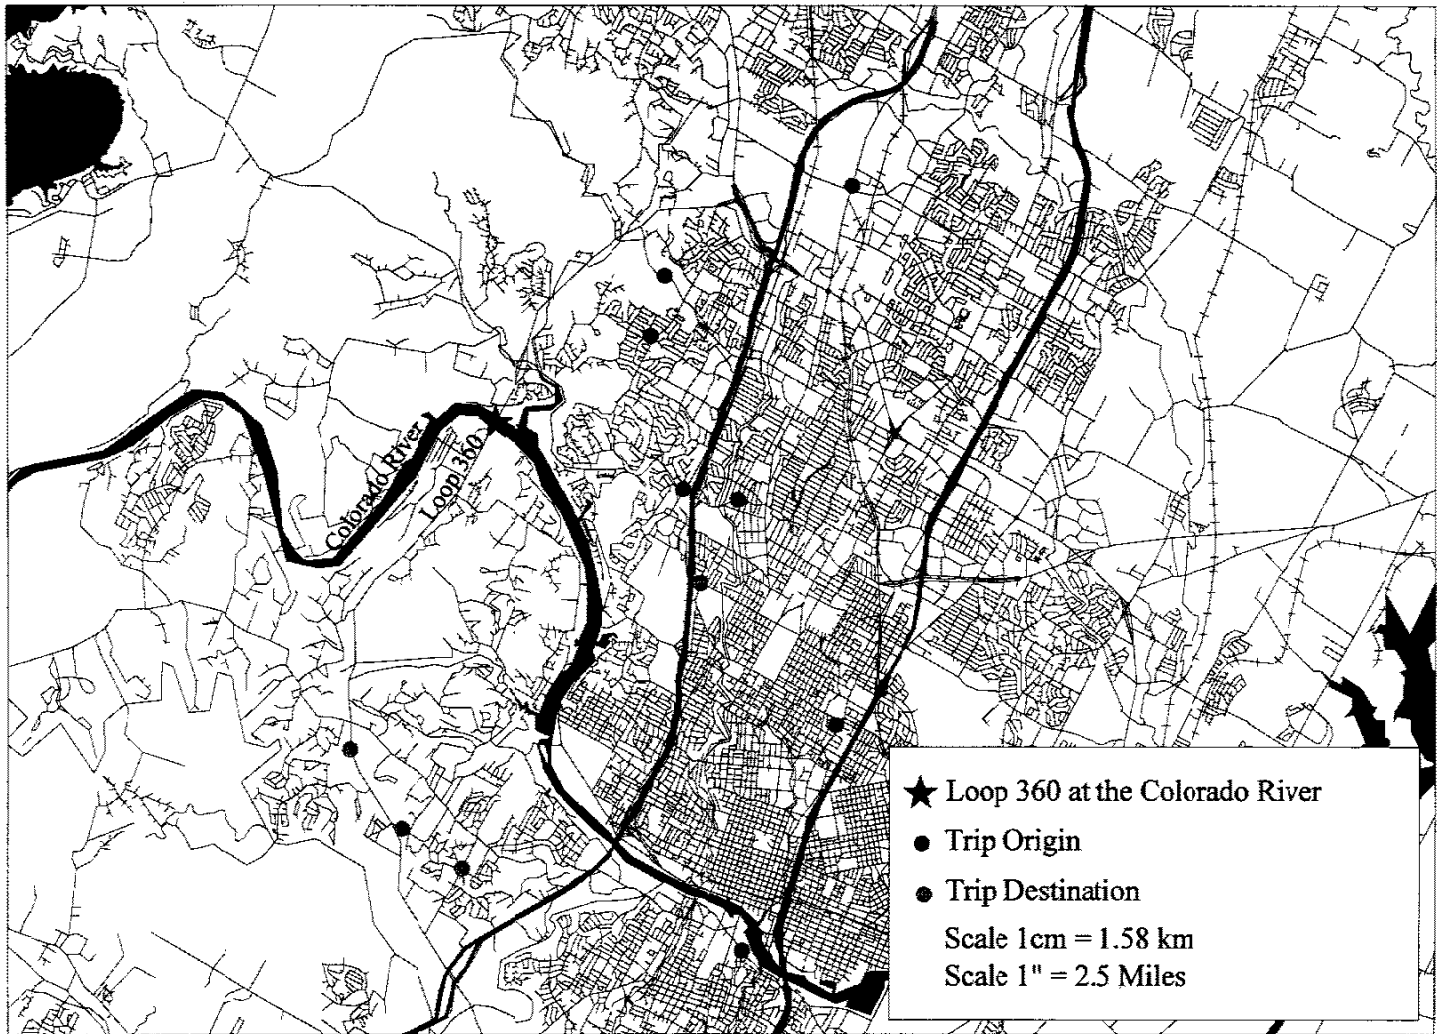 Colorado River
Loop 360
Loop 360 at the Colorado River
Trip Origin
Trip Destination
Scale 1cm = 1.58 km
Scale 1" = 2.5 Miles